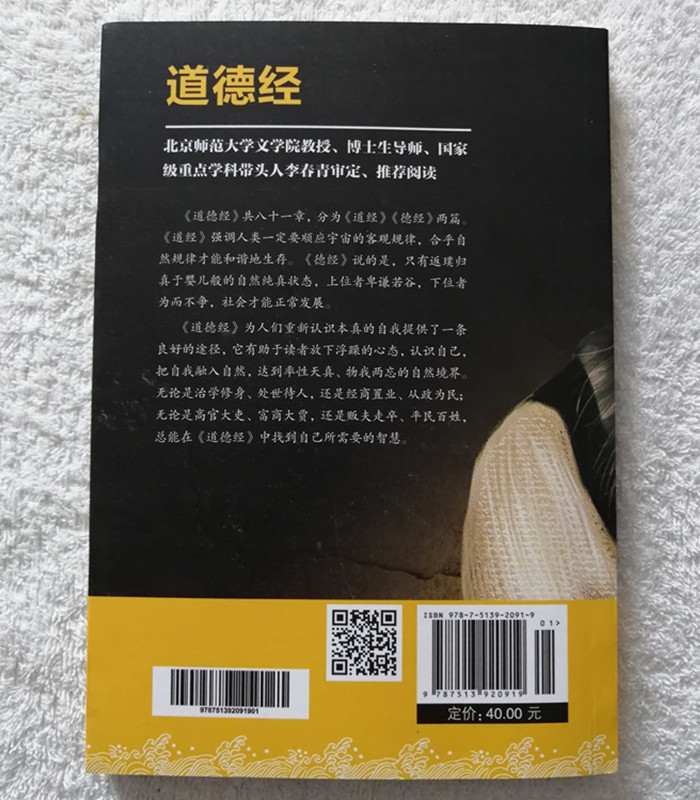 道德经
北京师范大学文学院教授、博士生导师、国家
级重点学科带头人李春青审定、推荐阅读
《道德经》共八十一章，分为《道经》《德经》两篇。
《道经》强调人类一定要顺应宇宙的客观规律，合乎自
然规律才能和谐地生存。《德经》说的是，只有返璞归
真于婴儿般的自然纯真状态，上位者卑谦若谷，下位者
为而不争，社会才能正常发展。
《道德经》为人们重新认识本真的自我提供了一条
良好的途径，它有助于读者放下浮躁的心态，认识自己，
把自我融入自然，达到率性天真、物我两忘的自然境界。
无论是治学修身、处世待人，还是经商置业、从政为民；
无论是高官大吏、富商大贾，还是贩夫走卒、平民百姓，
总能在《道德经》中找到自己所需要的智慧。
ISBN 978-7-5139-2091-9
01>
9 787513 920919
定价：40.00 元
978751392091901